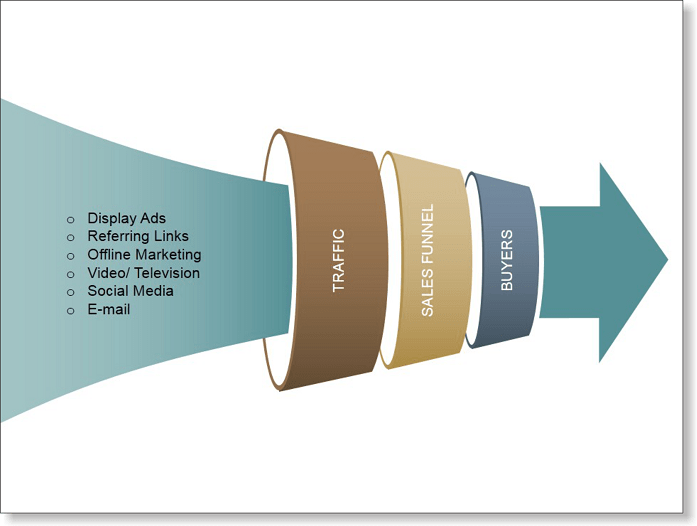 o Display Ads
o Referring Links
o Offline Marketing
o Video/ Television
o Social Media
o E-mail
TRAFFIC
SALES FUNNEL
BUYERS